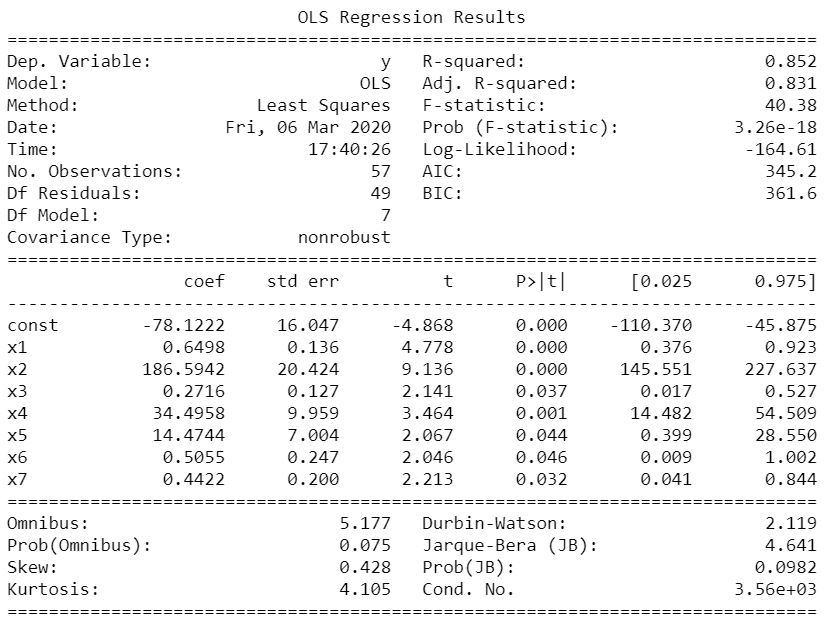 OLS Regression Results
==============================================================================
Dep. Variable:                      y   R-squared:                       0.852
Model:                            OLS   Adj. R-squared:                  0.831
Method:                 Least Squares   F-statistic:                     40.38
Date:                Fri, 06 Mar 2020   Prob (F-statistic):           3.26e-18
Time:                        17:40:26   Log-Likelihood:                -164.61
No. Observations:                  57   AIC:                             345.2
Df Residuals:                      49   BIC:                             361.6
Df Model:                           7
Covariance Type:            nonrobust
==============================================================================
                 coef    std err          t      P>|t|      [0.025      0.975]
------------------------------------------------------------------------------
const        -78.1222     16.047     -4.868      0.000    -110.370     -45.875
x1             0.6498      0.136      4.778      0.000       0.376       0.923
x2           186.5942     20.424      9.136      0.000     145.551     227.637
x3             0.2716      0.127      2.141      0.037       0.017       0.527
x4            34.4958      9.959      3.464      0.001      14.482      54.509
x5            14.4744      7.004      2.067      0.044       0.399      28.550
x6             0.5055      0.247      2.046      0.046       0.009       1.002
x7             0.4422      0.200      2.213      0.032       0.041       0.844
==============================================================================
Omnibus:                        5.177   Durbin-Watson:                   2.119
Prob(Omnibus):                  0.075   Jarque-Bera (JB):                4.641
Skew:                           0.428   Prob(JB):                       0.0982
Kurtosis:                       4.105   Cond. No.                     3.56e+03
==============================================================================